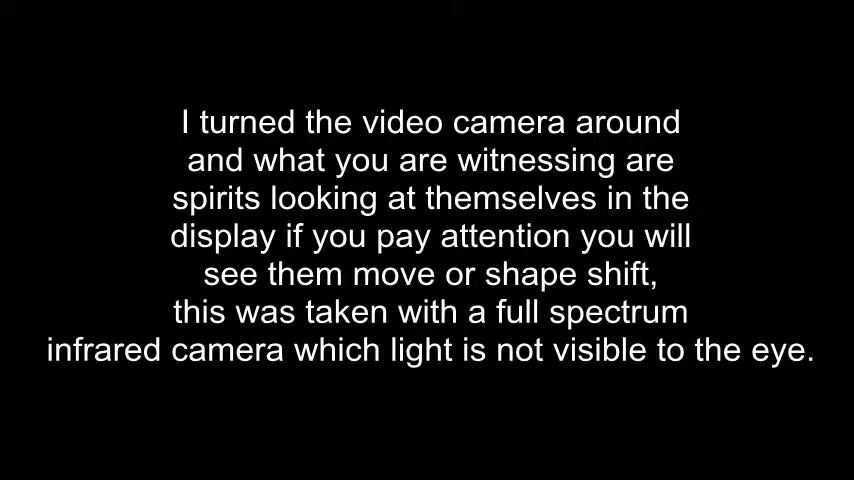 I turned the video camera around
and what you are witnessing are
spirits looking at themselves in the
display if you pay attention you will
see them move or shape shift,
this was taken with a full spectrum
infrared camera which light is not visible to the eye.